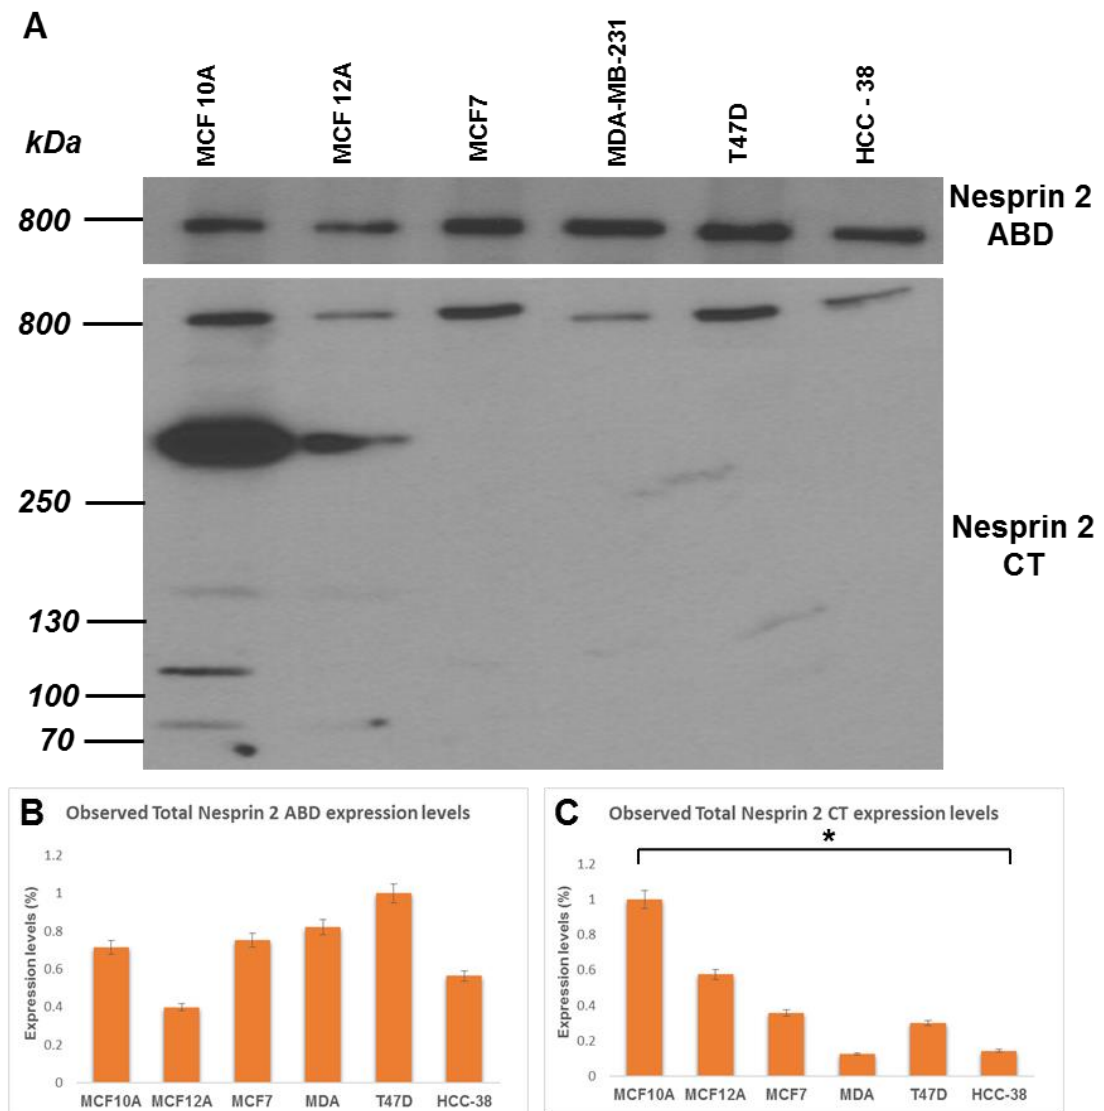 A
MCF 10A
MCF 12A
MCF7
MDA-MB-231
T47D
HCC - 38
kDa
800
Nesprin 2
ABD
800
250
130
100
70
Nesprin 2
CT
B
Observed Total Nesprin 2 ABD expression levels
Expression levels (%)
1.2
1
0.8
0.6
0.4
0.2
0
MCF10A MCF12A MCF7 MDA T47D HCC-38
C
Observed Total Nesprin 2 CT expression levels
*
Expression levels (%)
1.2
1
0.8
0.6
0.4
0.2
0
MCF10A MCF12A MCF7 MDA T47D HCC-38